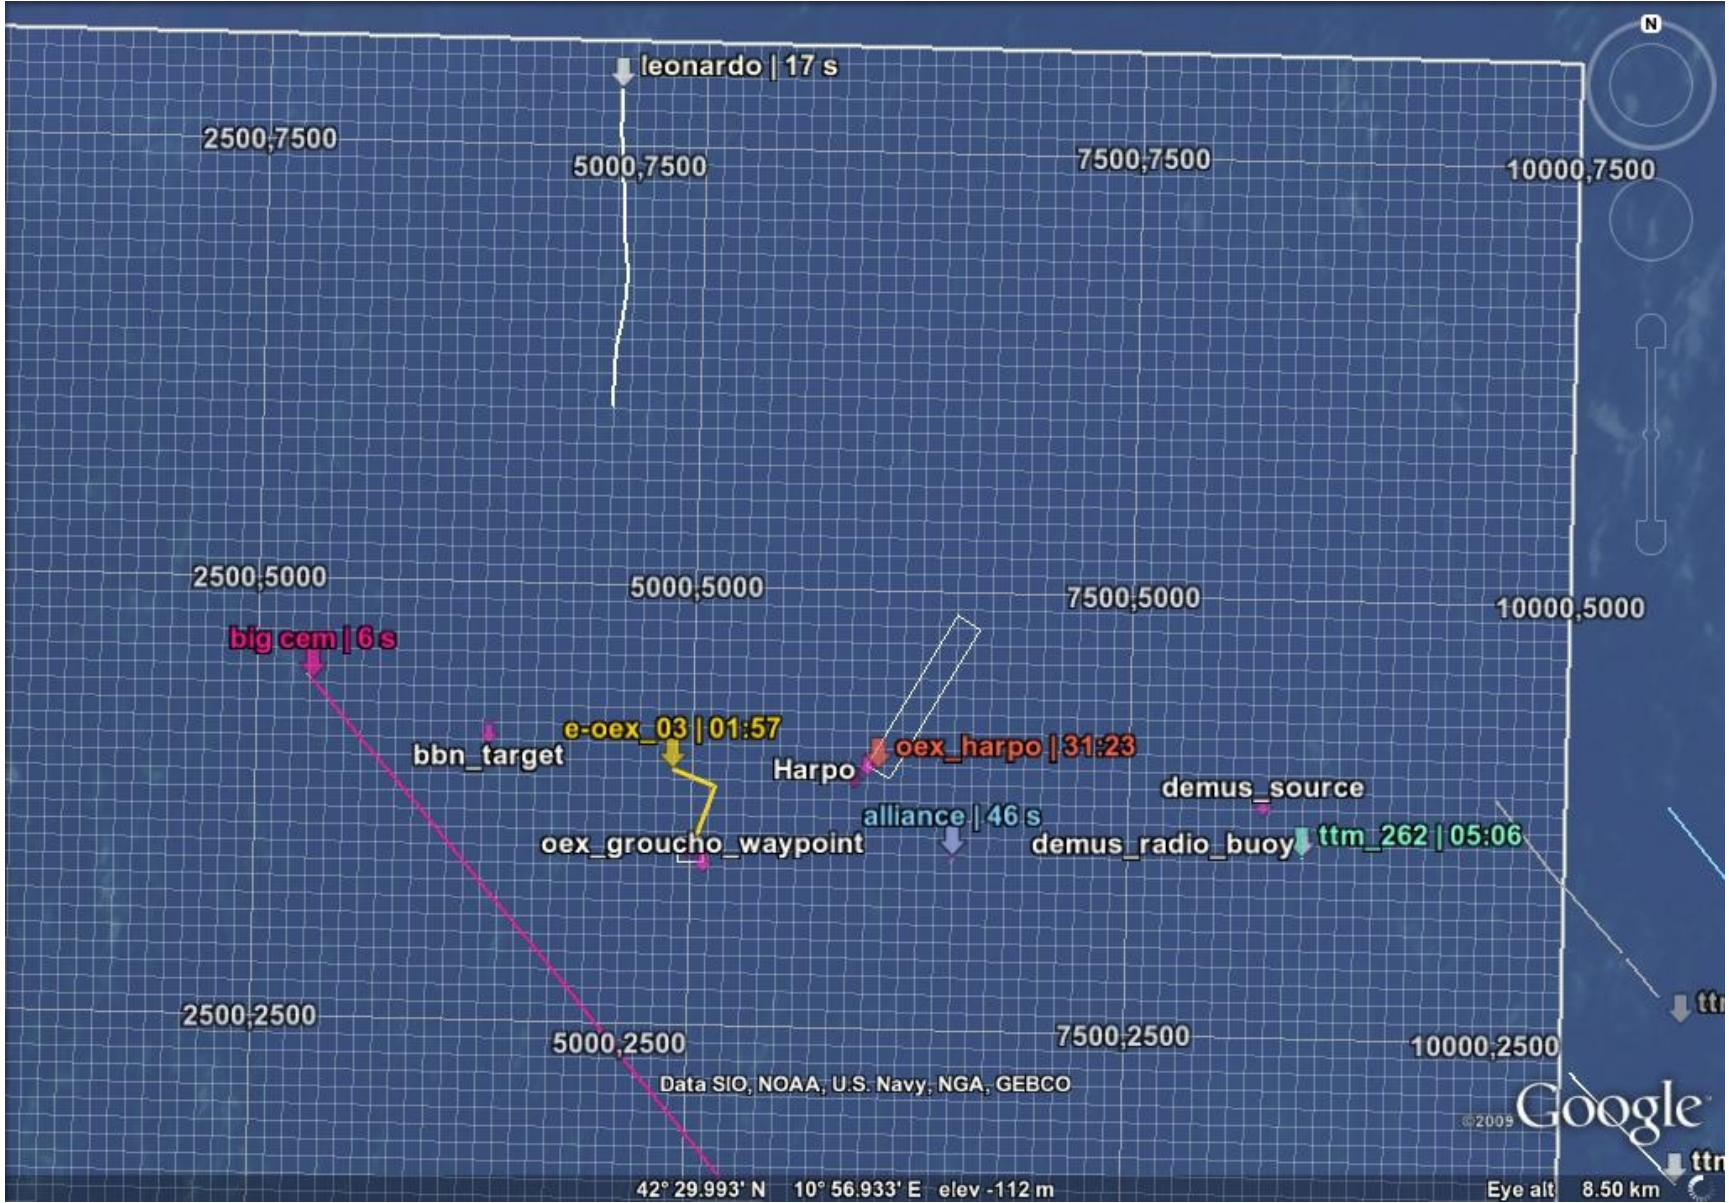 N
leonardo | 17 s
2500,7500
5000,7500
7500,7500
10000,7500
2500,5000
5000,5000
7500,5000
10000,5000
big cem | 6 s
e-oex_03 | 01:57
bbn_target
oex_harpo | 31:23
Harpo
demus_source
alliance | 46 s
oex_groucho_waypoint
demus_radio_buoy
ttm_262 | 05:06
ttm
2500,2500
5000,2500
7500,2500
10000,2500
Data SIO, NOAA, U.S. Navy, NGA, GEBCO
©2009 Google
ttm
42° 29.993' N 10° 56.933' E elev -112 m
Eye alt 8.50 km